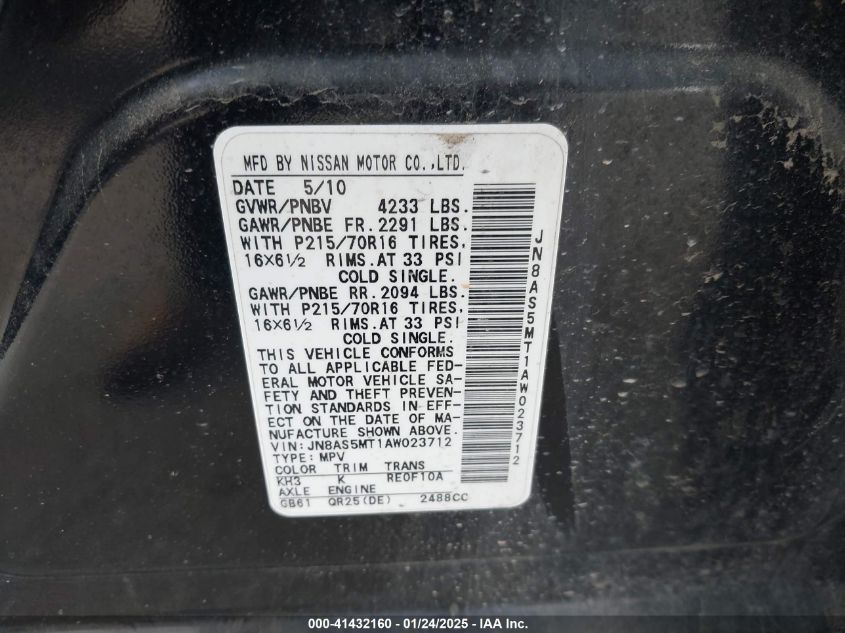 MFD BY NISSAN MOTOR CO.,LTD.
DATE 5/10
GVWR/PNBV 4233 LBS.
GAWR/PNBE FR.2291 LBS.
WITH P215/70R16 TIRES,
16X6½ RIMS.AT 33 PSI
COLD SINGLE.
GAWR/PNBE RR.2094 LBS.
WITH P215/70R16 TIRES,
16X6½ RIMS.AT 33 PSI
COLD SINGLE.
THIS VEHICLE CONFORMS
TO ALL APPLICABLE FED-
ERAL MOTOR VEHICLE SA-
FETY AND THEFT PREVEN-
TION STANDARDS IN EFF-
ECT ON THE DATE OF MA-
NUFACTURE SHOWN ABOVE.
VIN:JN8AS5MT1AW023712
TYPE:MPV
COLOR TRIM TRANS
KH3 K RE0F10A
AXLE ENGINE
GB61 QR25(DE) 2488CC
JN8AS5MT1AW023712
000-41432160 — 01/24/2025 — IAA Inc.